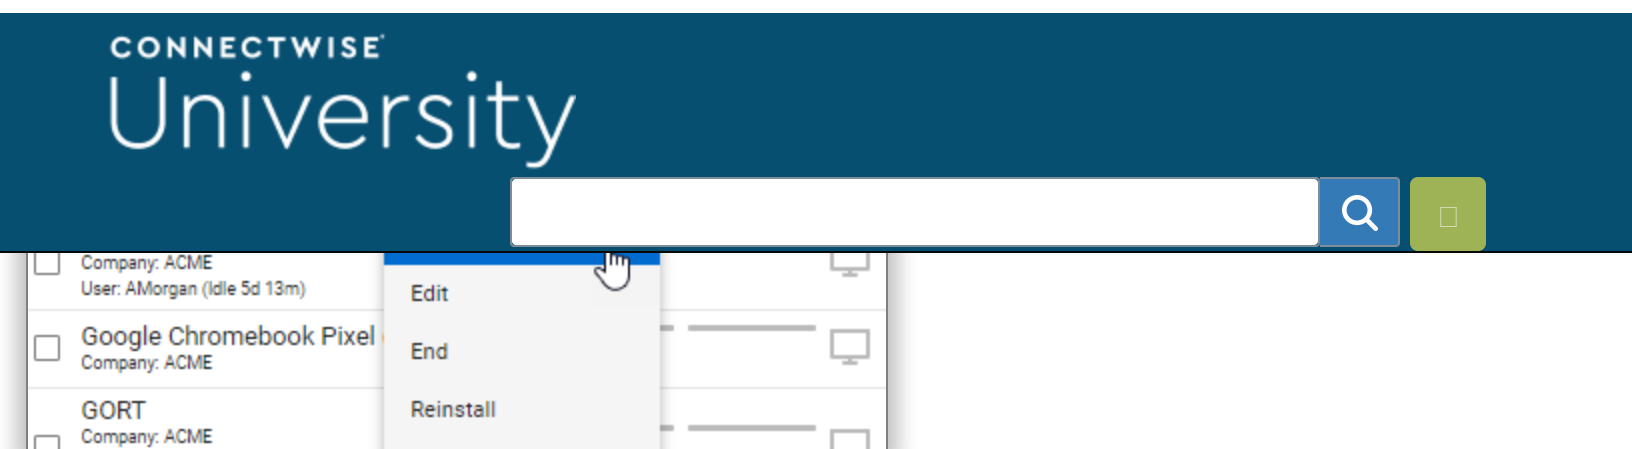 CONNECTWISE
University
Company: ACME
User: AMorgan (Idle 5d 13m)
Edit
Google Chromebook Pixel
Company: ACME
End
GORT
Company: ACME
Reinstall